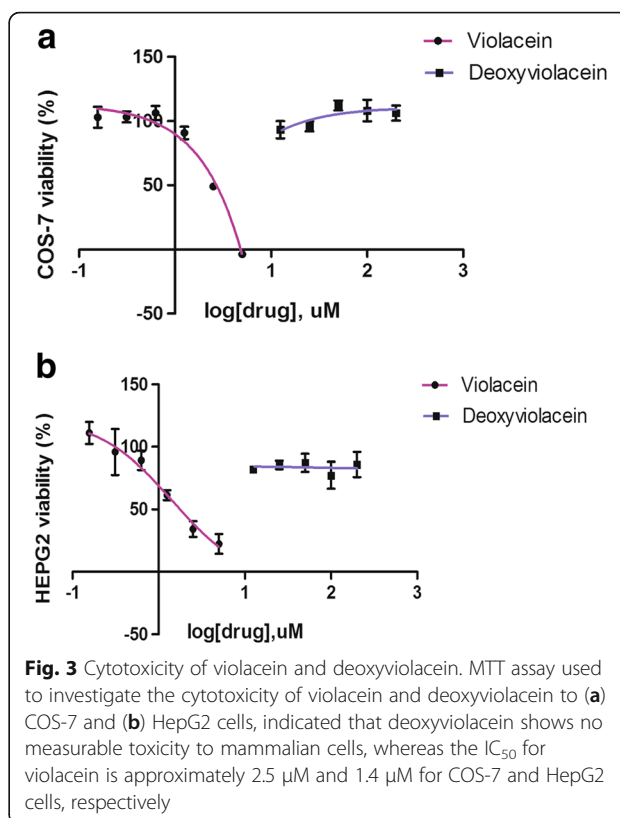 a
Violacein
Deoxyviolacein
COS-7 viability (%)
150
100
50
-50
-1
1
2
3
log[drug], uM
b
Violacein
Deoxyviolacein
HEPG2 viability (%)
150
100
50
-50
-1
1
2
3
log[drug],uM
Fig. 3 Cytotoxicity of violacein and deoxyviolacein. MTT assay used
to investigate the cytotoxicity of violacein and deoxyviolacein to (a)
COS-7 and (b) HepG2 cells, indicated that deoxyviolacein shows no
measurable toxicity to mammalian cells, whereas the IC50 for
violacein is approximately 2.5 μM and 1.4 μM for COS-7 and HepG2
cells, respectively